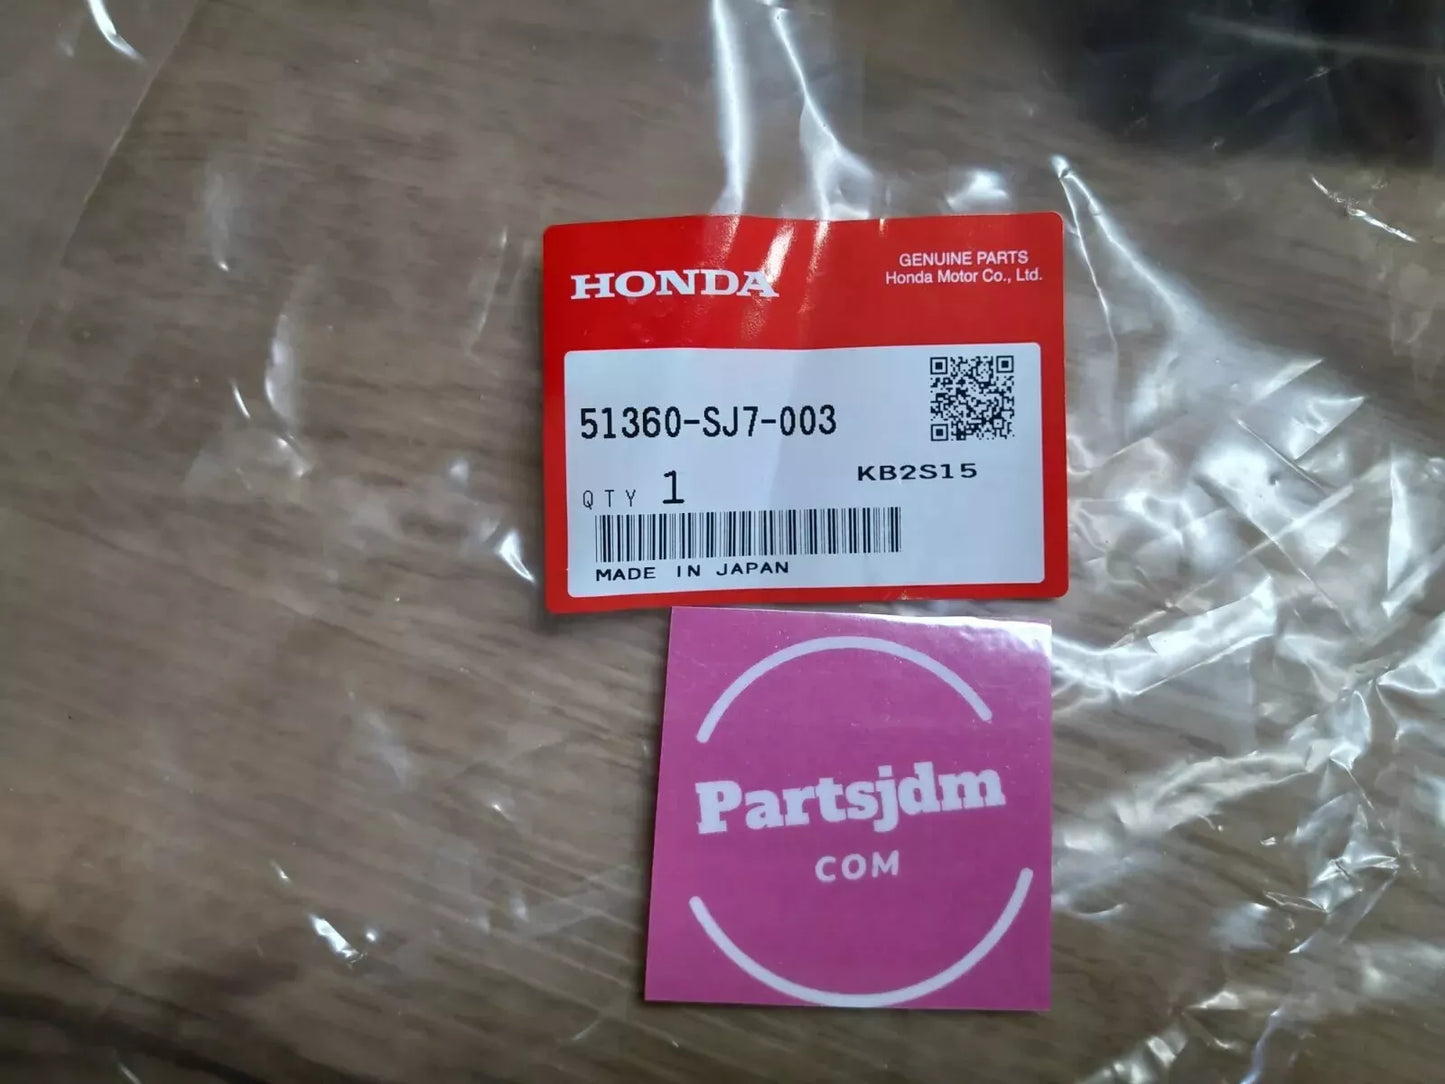 HONDA
GENUINE PARTS
Honda Motor Co., Ltd.
51360-SJ7-003
KB2S15
QTY 1
MADE IN JAPAN
Partsjdm
COM